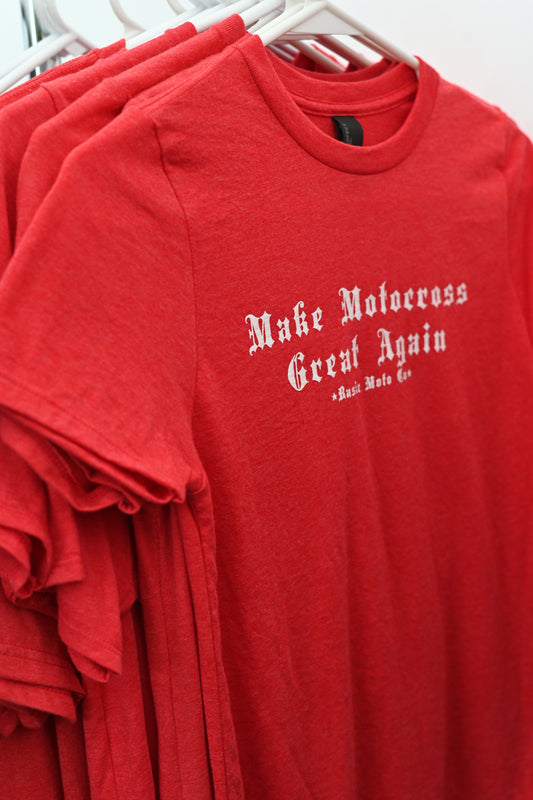 Make Motocross
Great Again
★Rusic Moto Co★